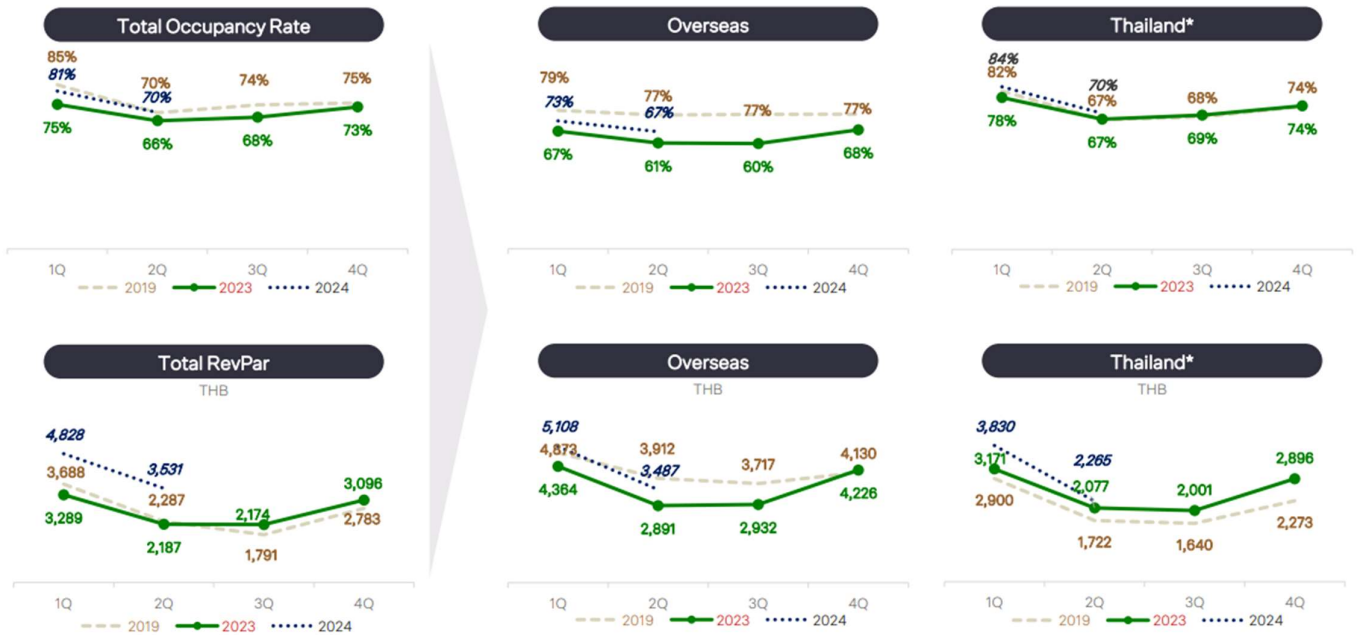 Total Occupancy Rate
85%
81%
70%
70%
74%
75%
75%
66%
68%
73%
1Q 2Q 3Q 4Q
2019 2023 2024
Overseas
79%
73%
77%
67%
77%
77%
67%
61%
60%
68%
1Q 2Q 3Q 4Q
2019 2023 2024
Thailand*
84%
82%
70%
67%
68%
74%
78%
67%
69%
74%
1Q 2Q 3Q 4Q
2019 2023 2024
Total RevPar
THB
4,828
3,688
3,531
2,287
3,096
2,174
2,783
3,289
2,187
1,791
1Q 2Q 3Q 4Q
2019 2023 2024
Overseas
5,108
4,873
3,912
3,487
3,717
4,130
4,364
2,891
2,932
4,226
1Q 2Q 3Q 4Q
2019 2023 2024
Thailand*
THB
3,830
3,171
2,265
2,077
2,001
2,896
2,900
1,722
1,640
2,273
1Q 2Q 3Q 4Q
2019 2023 2024
THB